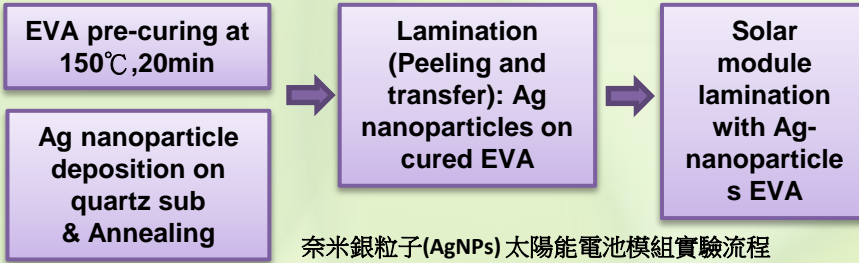 EVA pre-curing at
150℃,20min
Ag nanoparticle
deposition on
quartz sub
& Annealing
Lamination
(Peeling and
transfer): Ag
nanoparticles on
cured EVA
Solar
module
lamination
with Ag-
nanoparticle
s EVA
奈米銀粒子(AgNPs) 太陽能電池模組實驗流程